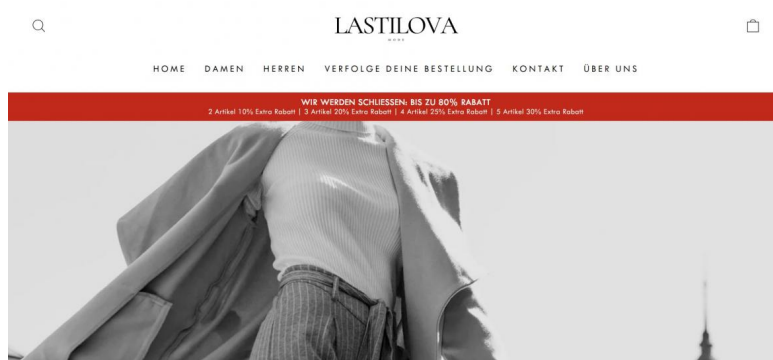 LASTILOVA
HOME DAMEN HERREN VERFOLGE DEINE BESTELLUNG KONTAKT ÜBER UNS
WIR WERDEN SCHLIESSEN: BIS ZU 80% RABATT
2 Artikel 10% Extra Rabatt | 3 Artikel 20% Extra Rabatt | 4 Artikel 25% Extra Rabatt | 5 Artikel 30% Extra Rabatt